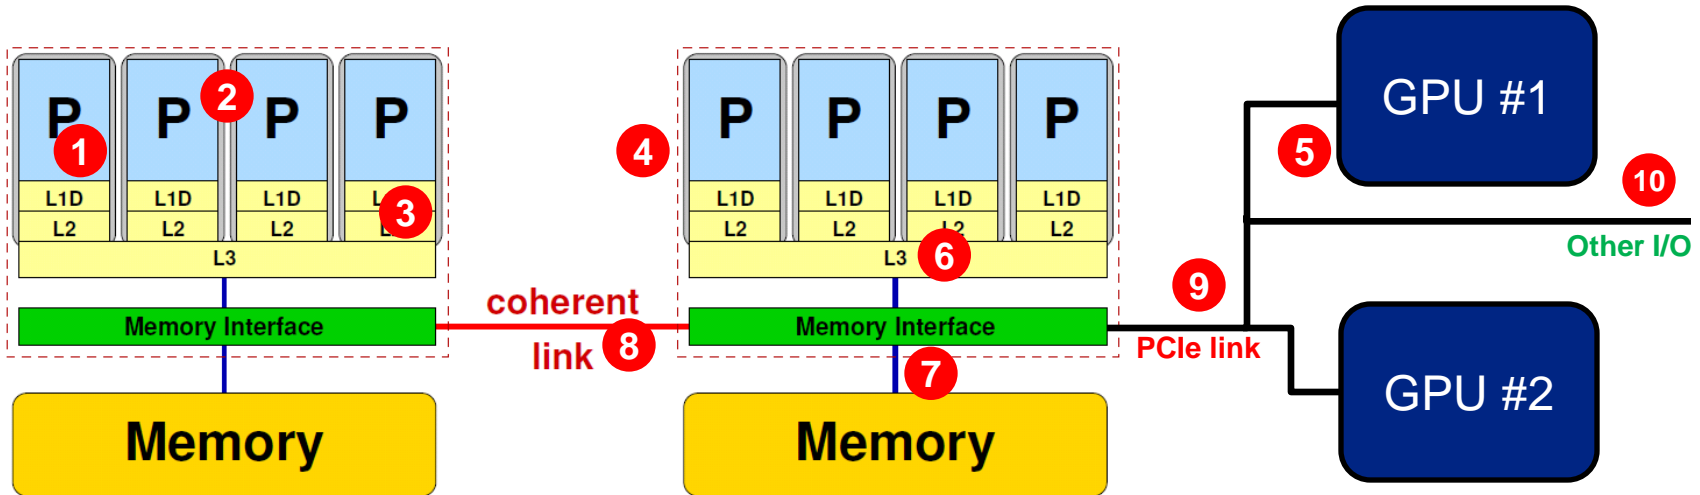 P P P P
1
2
L1D L1D L1D L
3
L2 L2 L2 L
L3
Memory Interface
Memory
coherent
link
8
4
P P P P
L1D L1D L1D L1D
L2 L2 L2 L2
L3
6
Memory Interface
7
Memory
9
PCIe link
5
GPU #1
10
Other I/O
GPU #2